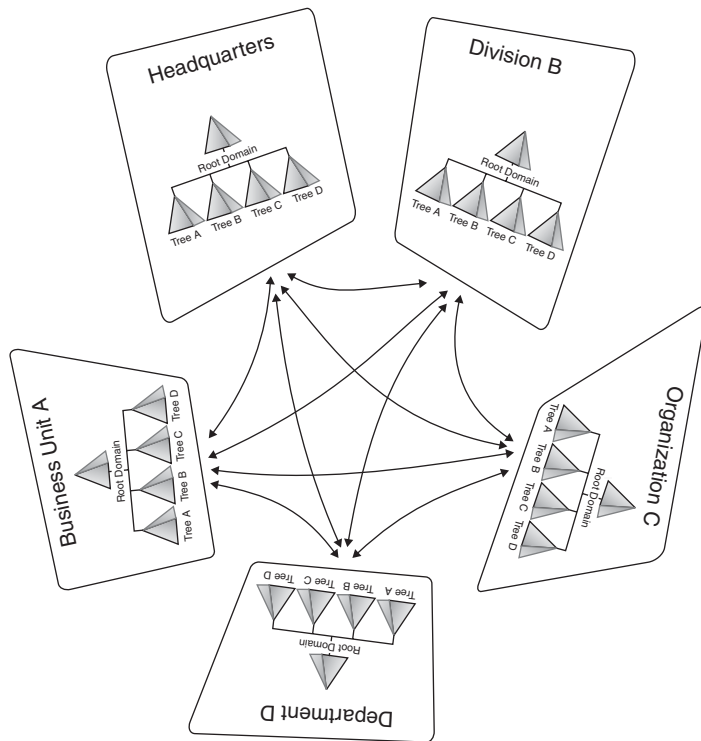 Headquarters
Root Domain
Tree A
Tree B
Tree C
Tree D
Division B
Root Domain
Tree A
Tree B
Tree C
Tree D
Business Unit A
Root Domain
Tree A
Tree B
Tree C
Tree D
Organization C
Root Domain
Tree A
Tree B
Tree C
Tree D
Department D
Root Domain
Tree A
Tree B
Tree C
Tree D